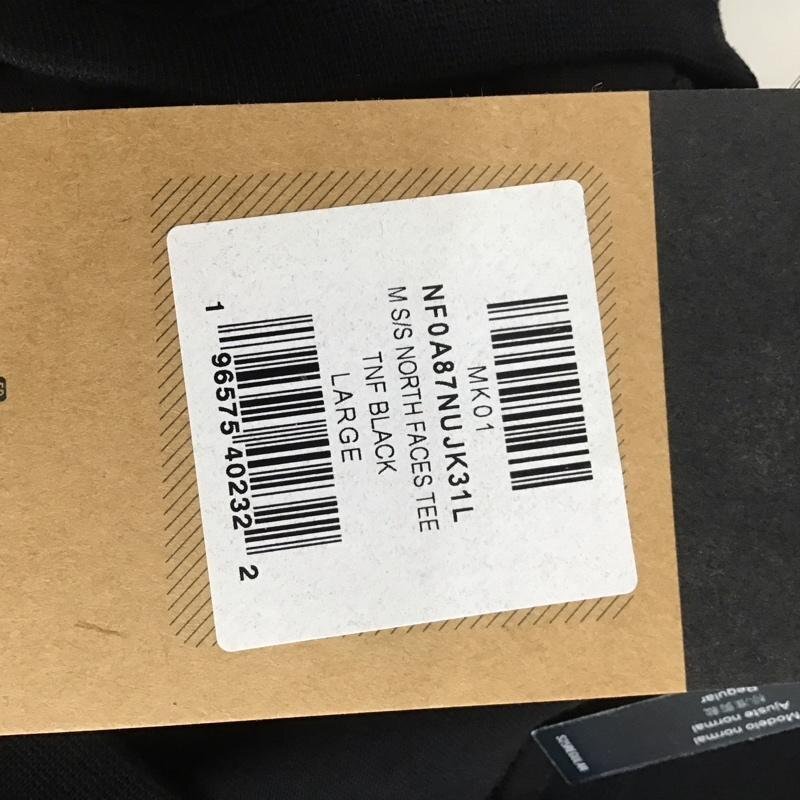 MK01
NF0A87NUJK31L
M S/S NORTH FACES TEE
TNF BLACK
LARGE
1 96575 40232 2
Modelo normal
Ajuste normal
Regular